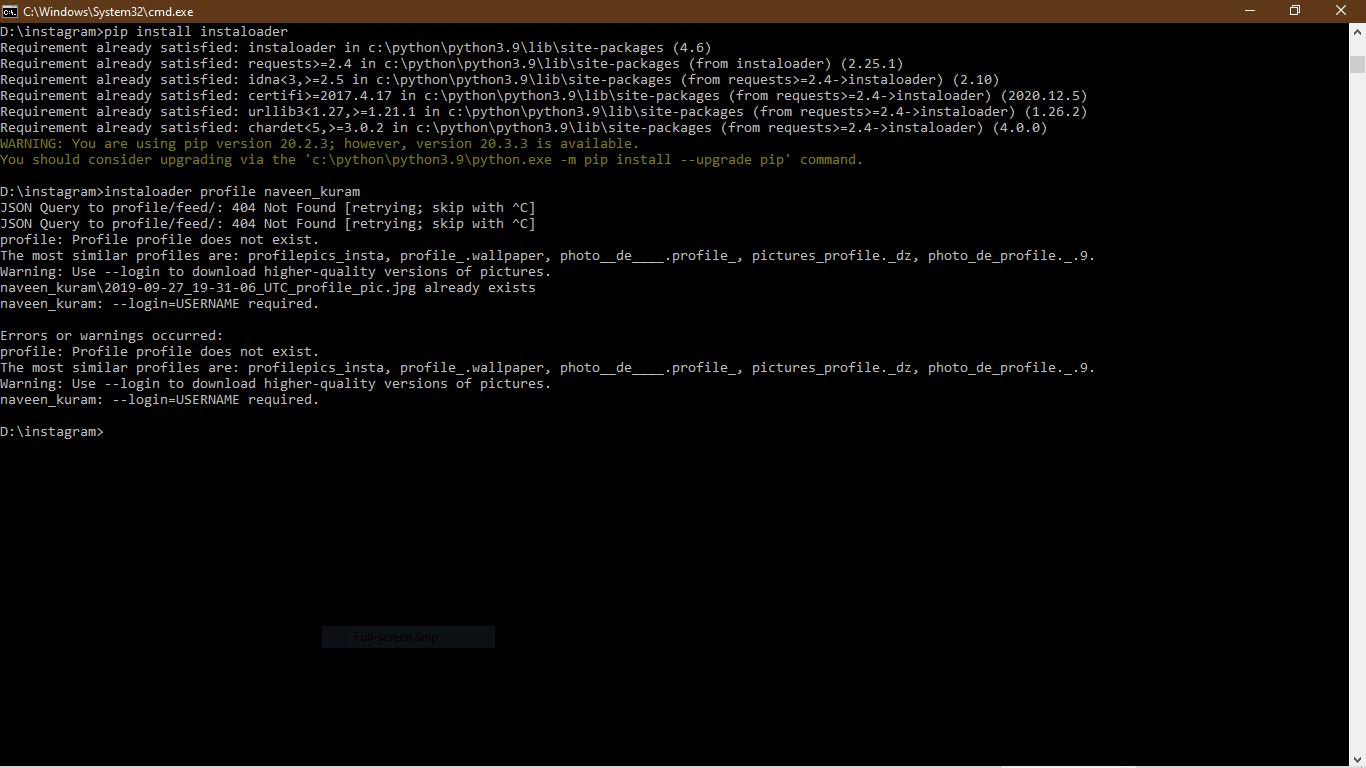 C:\Windows\System32\cmd.exe
D:\instagram>pip install instaloader
Requirement already satisfied: instaloader in c:\python\python3.9\lib\site-packages (4.6)
Requirement already satisfied: requests>=2.4 in c:\python\python3.9\lib\site-packages (from instaloader) (2.25.1)
Requirement already satisfied: idna<3,>=2.5 in c:\python\python3.9\lib\site-packages (from requests>=2.4->instaloader) (2.10)
Requirement already satisfied: certifi>=2017.4.17 in c:\python\python3.9\lib\site-packages (from requests>=2.4->instaloader) (2020.12.5)
Requirement already satisfied: urllib3<1.27,>=1.21.1 in c:\python\python3.9\lib\site-packages (from requests>=2.4->instaloader) (1.26.2)
Requirement already satisfied: chardet<5,>=3.0.2 in c:\python\python3.9\lib\site-packages (from requests>=2.4->instaloader) (4.0.0)
WARNING: You are using pip version 20.2.3; however, version 20.3.3 is available.
You should consider upgrading via the 'c:\python\python3.9\python.exe -m pip install --upgrade pip' command.
D:\instagram>instaloader profile naveen_kuram
JSON Query to profile/feed/: 404 Not Found [retrying; skip with ^C]
JSON Query to profile/feed/: 404 Not Found [retrying; skip with ^C]
profile: Profile profile does not exist.
The most similar profiles are: profilepics_insta, profile_.wallpaper, photo__de____.profile_, pictures_profile._dz, photo_de_profile._.9.
Warning: Use --login to download higher-quality versions of pictures.
naveen_kuram\2019-09-27_19-31-06_UTC_profile_pic.jpg already exists
naveen_kuram: --login=USERNAME required.
Errors or warnings occurred:
profile: Profile profile does not exist.
The most similar profiles are: profilepics_insta, profile_.wallpaper, photo__de____.profile_, pictures_profile._dz, photo_de_profile._.9.
Warning: Use --login to download higher-quality versions of pictures.
naveen_kuram: --login=USERNAME required.
D:\instagram>
Full-screen Snip